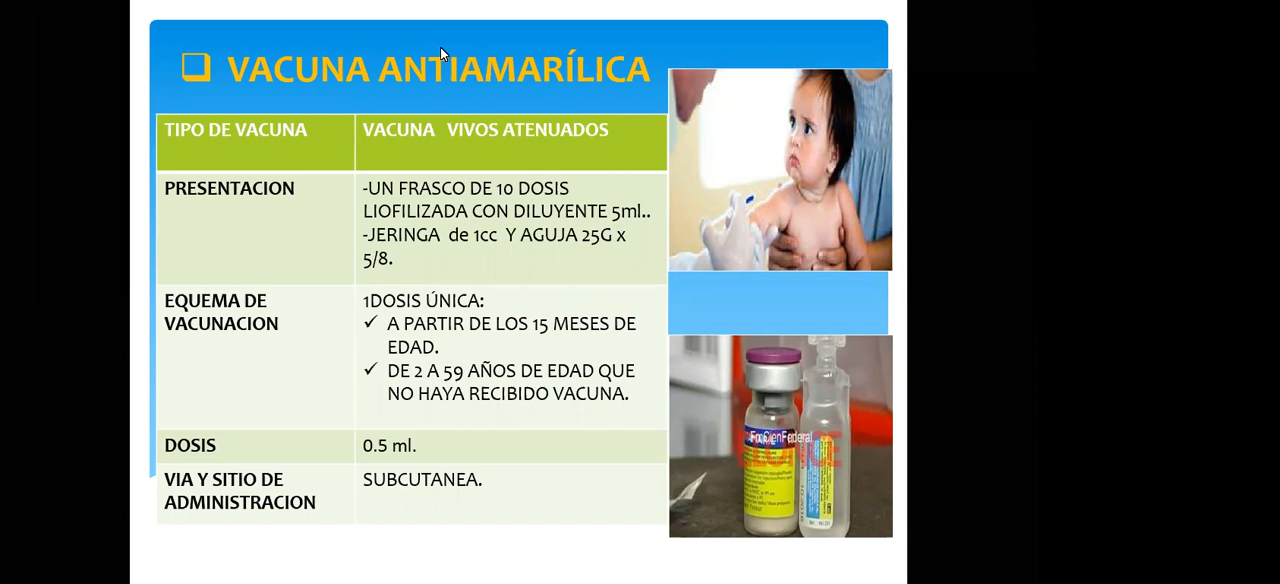 VACUNA ANTIAMARÍLICA
TIPO DE VACUNA
VACUNA VIVOS ATENUADOS
PRESENTACION
-UN FRASCO DE 10 DOSIS
LIOFILIZADA CON DILUYENTE 5ml..
-JERINGA de 1cc Y AGUJA 25G x
5/8.
EQUEMA DE
VACUNACION
1DOSIS ÚNICA:
✓ A PARTIR DE LOS 15 MESES DE
EDAD.
✓ DE 2 A 59 AÑOS DE EDAD QUE
NO HAYA RECIBIDO VACUNA.
DOSIS
0.5 ml.
VIA Y SITIO DE
ADMINISTRACION
SUBCUTANEA.